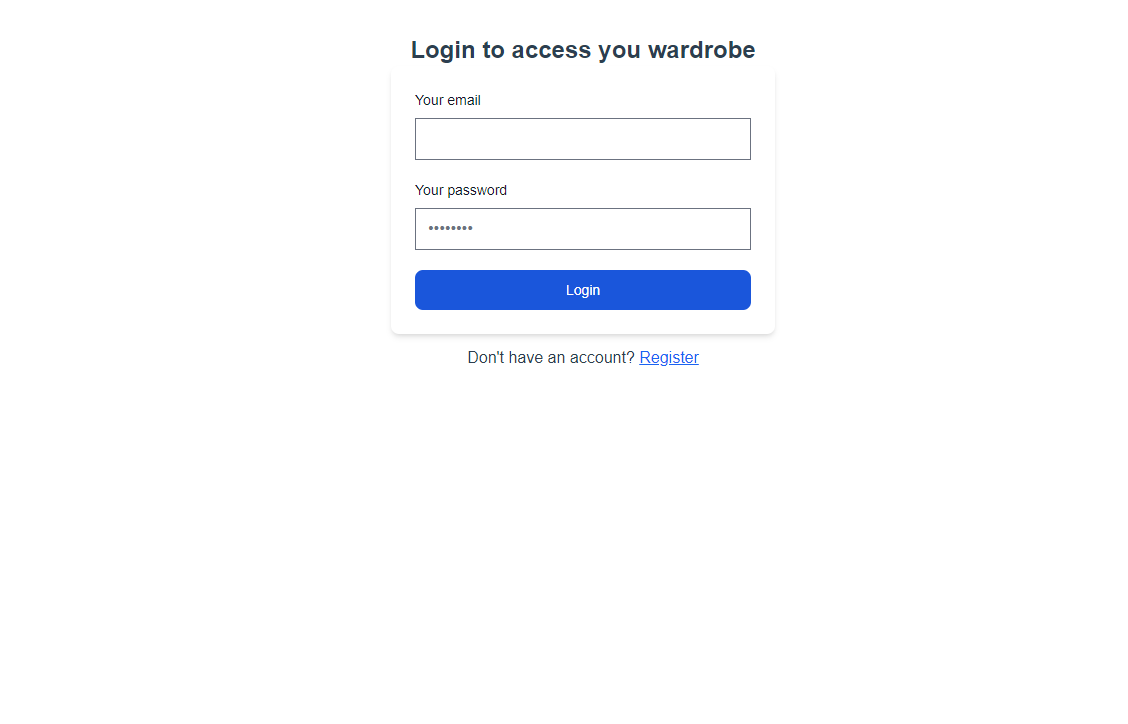 Login to access you wardrobe
Your email
Your password
••••••••
Login
Don't have an account? Register